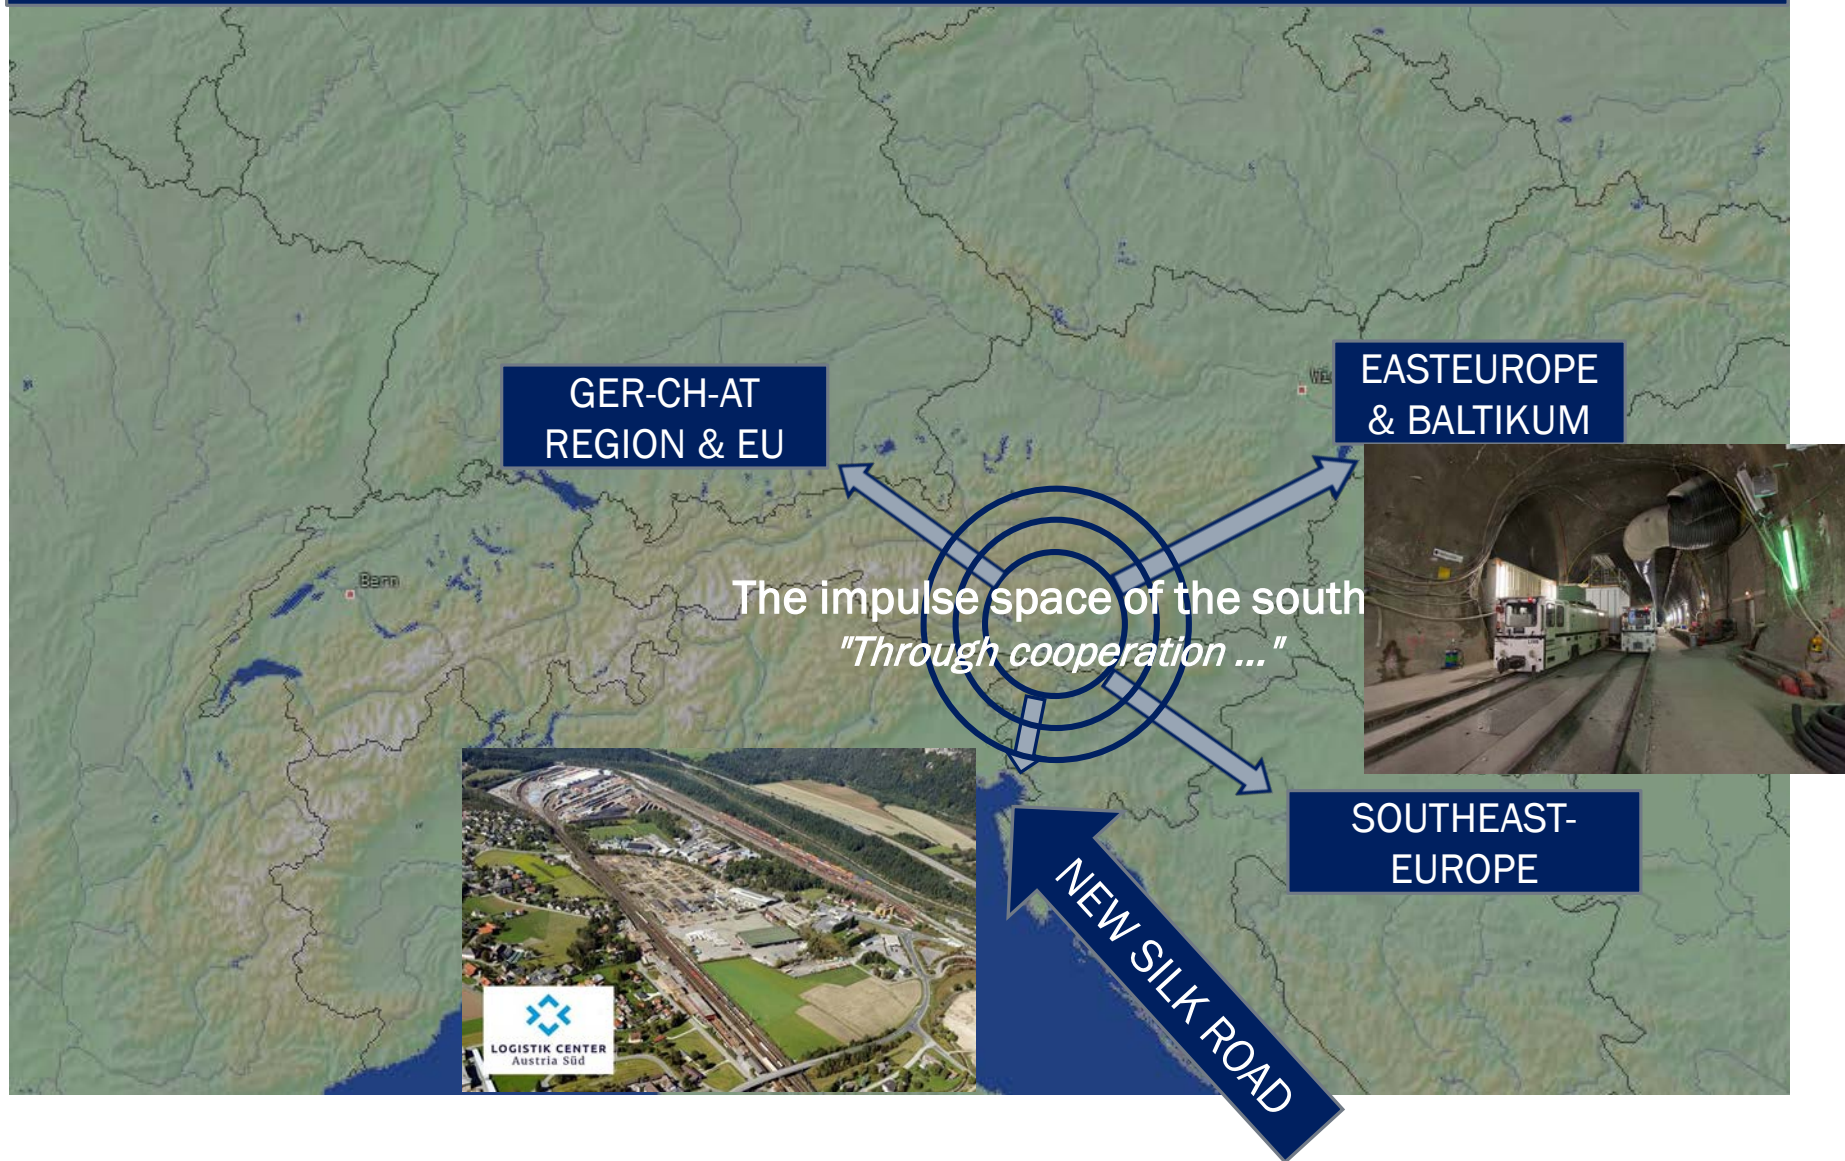 GER-CH-AT
REGION & EU
EASTEUROPE
& BALTIKUM
Bern
The impulse space of the south
"Through cooperation ..."
SOUTHEAST-
EUROPE
NEW SILK ROAD
LOGISTIK CENTER
Austria Süd